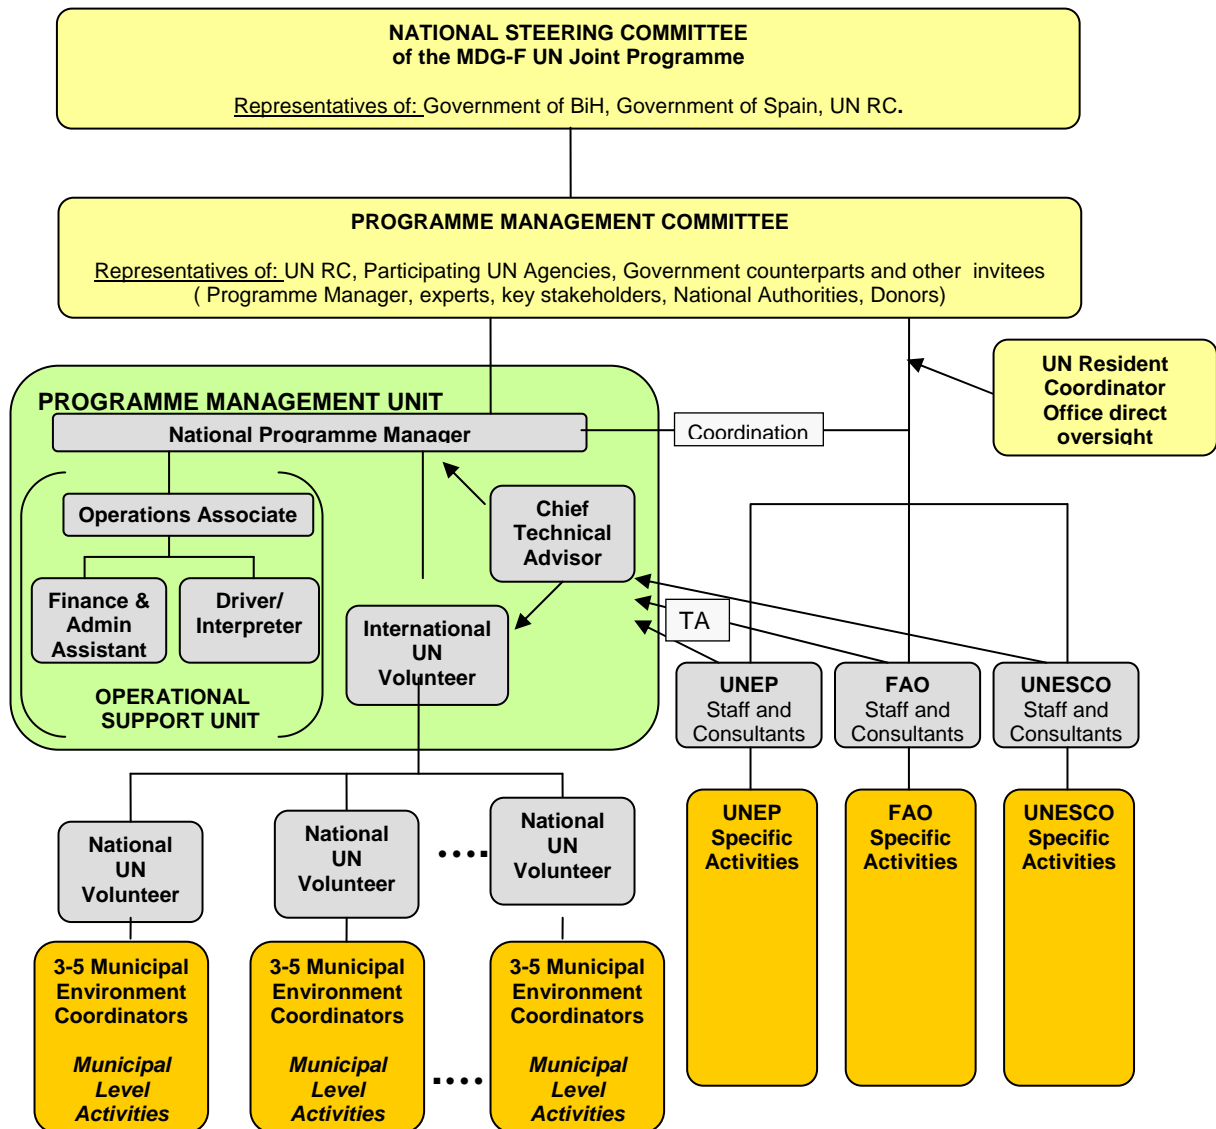 NATIONAL STEERING COMMITTEE
of the MDG-F UN Joint Programme
Representatives of: Government of BiH, Government of Spain, UN RC.
PROGRAMME MANAGEMENT COMMITTEE
Representatives of: UN RC, Participating UN Agencies, Government counterparts and other invitees
( Programme Manager, experts, key stakeholders, National Authorities, Donors)
UN Resident
Coordinator
Office direct
oversight
PROGRAMME MANAGEMENT UNIT
National Programme Manager
Coordination
Operations Associate
Chief
Technical
Advisor
Finance &
Admin
Assistant
Driver/
Interpreter
International
UN
Volunteer
TA
OPERATIONAL
SUPPORT UNIT
UNEP
Staff and
Consultants
FAO
Staff and
Consultants
UNESCO
Staff and
Consultants
National
UN
Volunteer
National
UN
Volunteer
....
National
UN
Volunteer
UNEP
Specific
Activities
FAO
Specific
Activities
UNESCO
Specific
Activities
3-5 Municipal
Environment
Coordinators
Municipal
Level
Activities
3-5 Municipal
Environment
Coordinators
Municipal
Level
Activities
....
3-5 Municipal
Environment
Coordinators
Municipal
Level
Activities